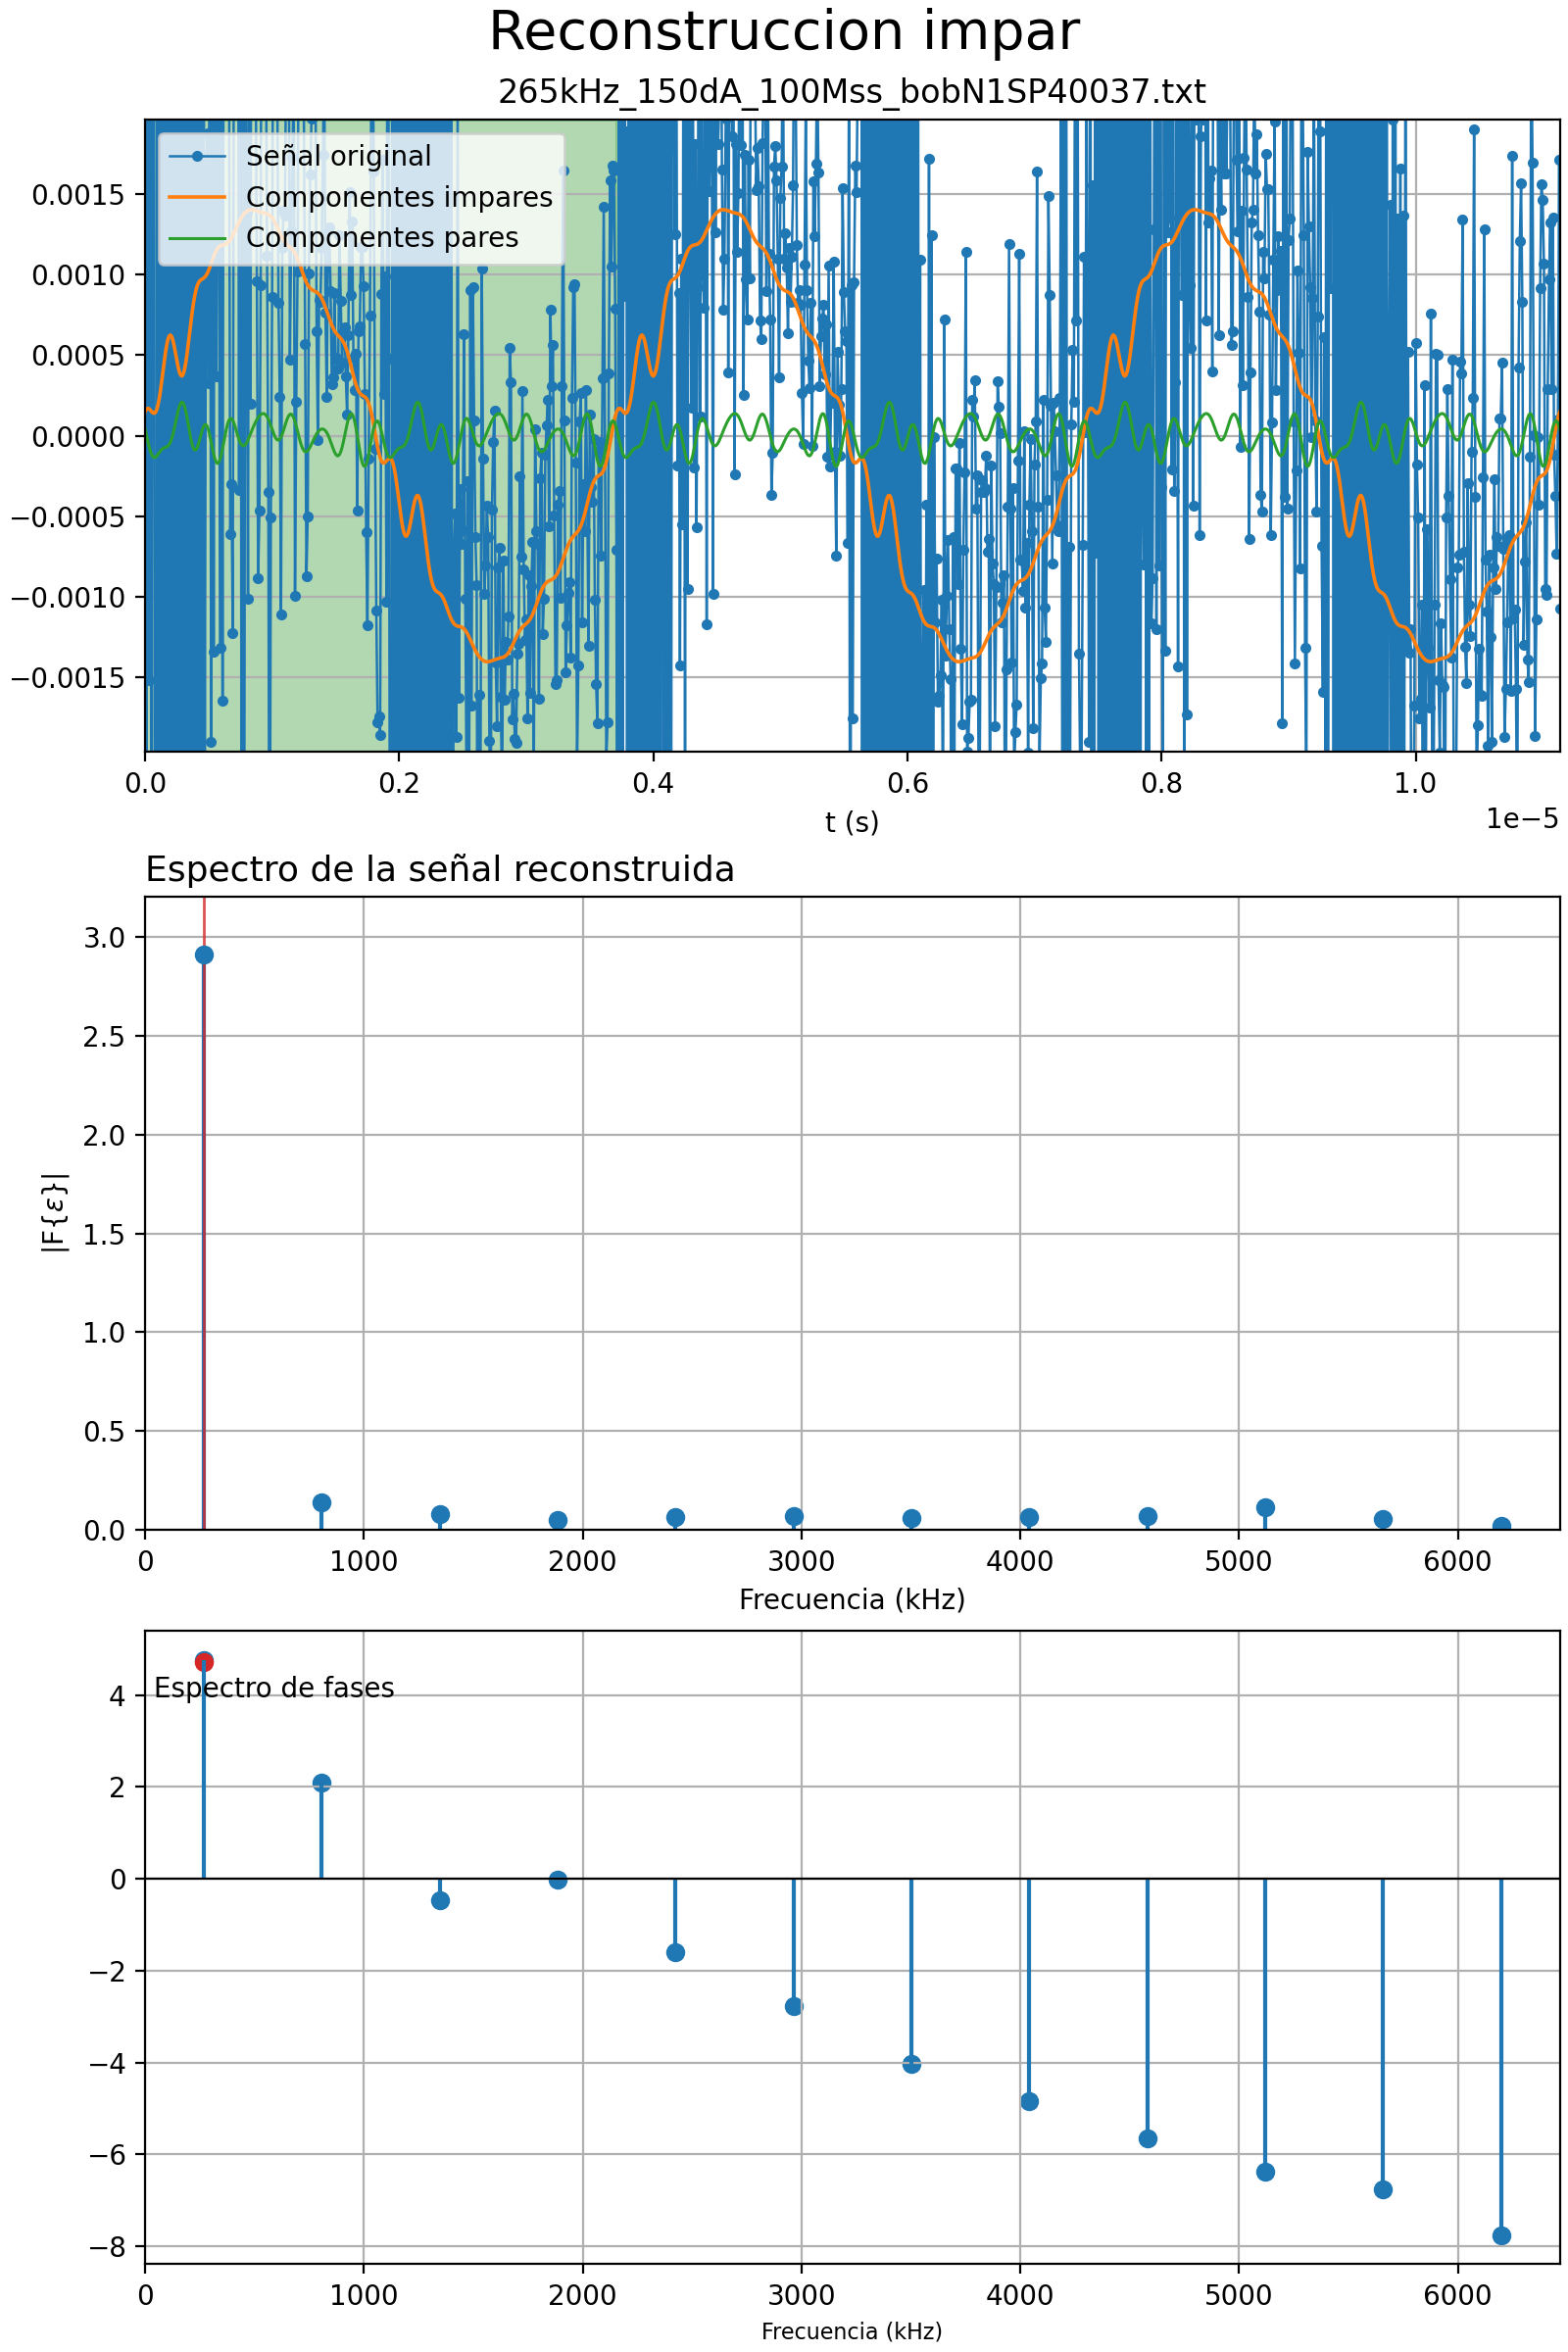 Reconstruccion impar
265kHz_150dA_100Mss_bobN1SP40037.txt
Señal original
Componentes impares
Componentes pares
0.0015
0.0010
0.0005
0.0000
−0.0005
−0.0010
−0.0015
0.0 0.2 0.4 0.6 0.8 1.0
t (s)
1e−5
Espectro de la señal reconstruida
3.0
2.5
2.0
1.5
1.0
0.5
0.0
|F{ε}|
0 1000 2000 3000 4000 5000 6000
Frecuencia (kHz)
Espectro de fases
4
2
0
−2
−4
−6
−8
0 1000 2000 3000 4000 5000 6000
Frecuencia (kHz)